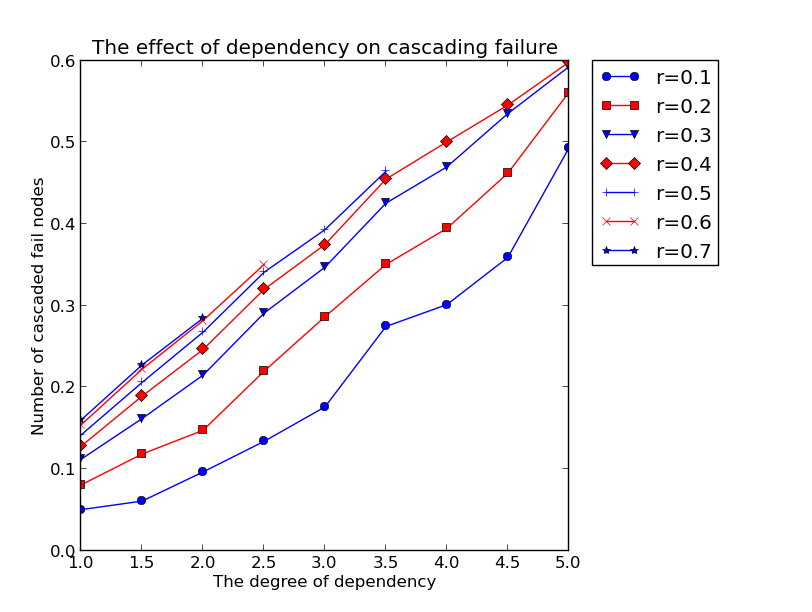 The effect of dependency on cascading failure
Number of cascaded fail nodes
0.6
0.5
0.4
0.3
0.2
0.1
0.0
1.0 1.5 2.0 2.5 3.0 3.5 4.0 4.5 5.0
The degree of dependency
r=0.1
r=0.2
r=0.3
r=0.4
r=0.5
r=0.6
r=0.7